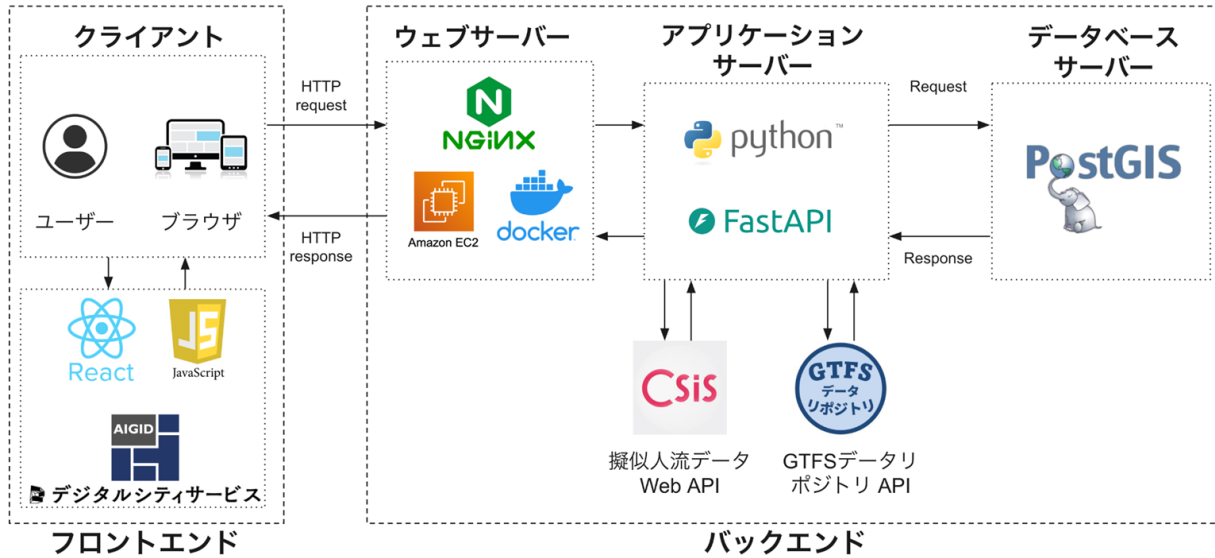 クライアント
ユーザー
ブラウザ
React
JS
JavaScript
AIGID
デジタルシティサービス
フロントエンド
HTTP
request
HTTP
response
ウェブサーバー
N
NGINX
Amazon EC2
docker
アプリケーション
サーバー
python™
FastAPI
Request
Response
データベース
サーバー
PostGIS
CSiS
擬似人流データ
Web API
GTFS
データ
リポジトリ
GTFSデータリ
ポジトリ API
バックエンド